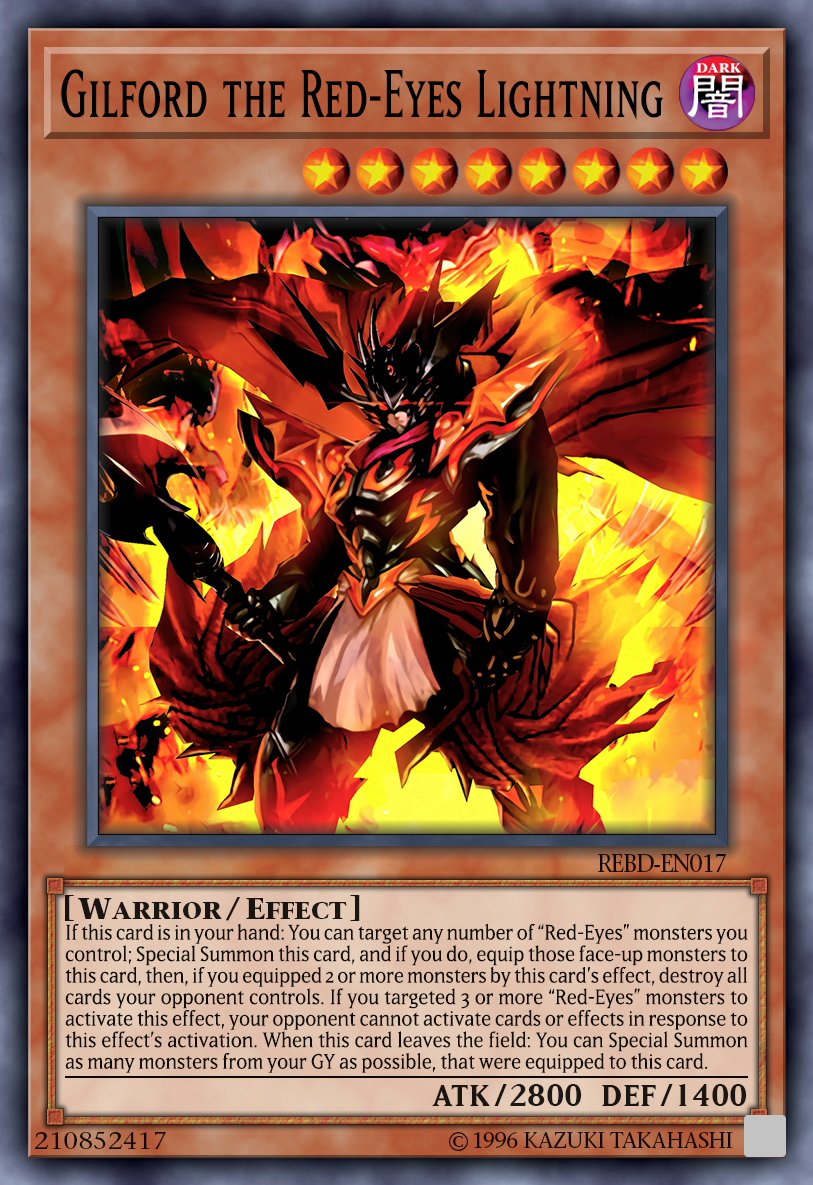 Gilford the Red-Eyes Lightning
DARK
闇
REBD-EN017
[Warrior/Effect]
If this card is in your hand: You can target any number of “Red-Eyes” monsters you
control; Special Summon this card, and if you do, equip those face-up monsters to
this card, then, if you equipped 2 or more monsters by this card's effect, destroy all
cards your opponent controls. If you targeted 3 or more “Red-Eyes” monsters to
activate this effect, your opponent cannot activate cards or effects in response to
this effect's activation. When this card leaves the field: You can Special Summon
as many monsters from your GY as possible, that were equipped to this card.
ATK/2800 DEF/1400
210852417
© 1996 KAZUKI TAKAHASHI